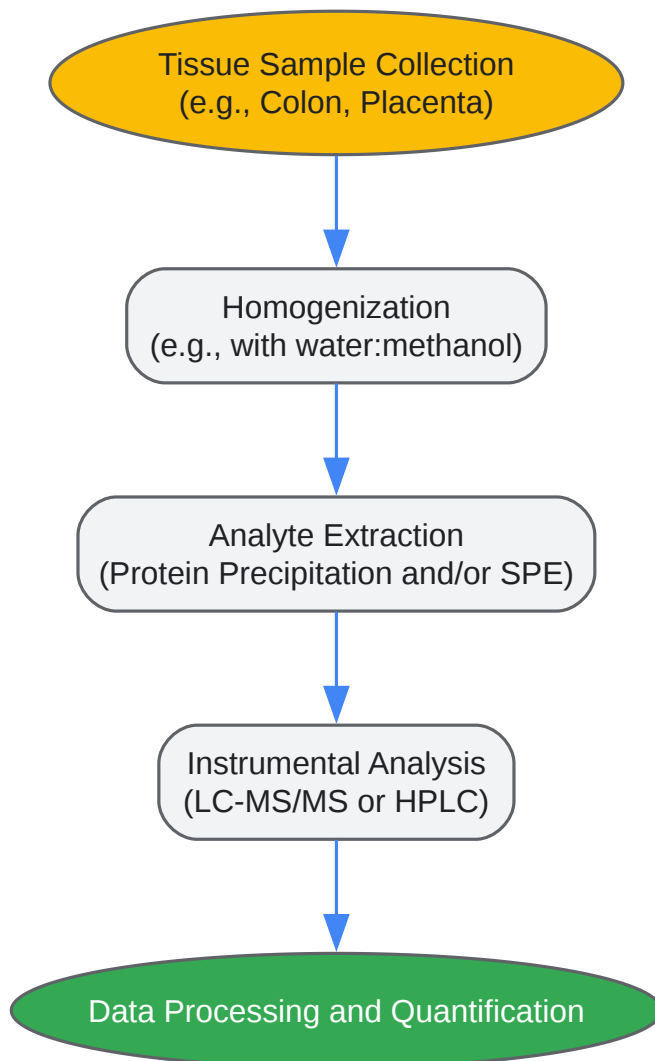 Tissue Sample Collection
(e.g., Colon, Placenta)
Homogenization
(e.g., with water:methanol)
Analyte Extraction
(Protein Precipitation and/or SPE)
Instrumental Analysis
(LC-MS/MS or HPLC)
Data Processing and Quantification